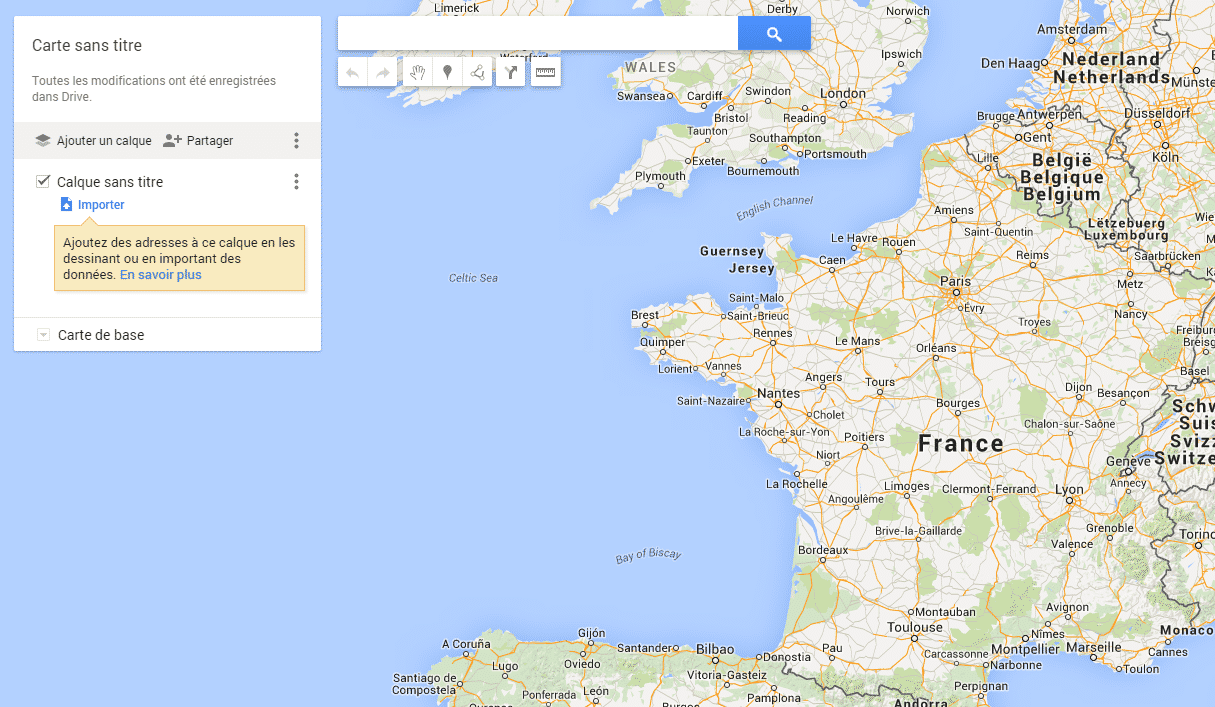 Carte sans titre
Toutes les modifications ont été enregistrées
dans Drive.
Ajouter un calque
Partager
Calque sans titre
Importer
Ajoutez des adresses à ce calque en les
dessinant ou en important des
données. En savoir plus
Carte de base
Limerick
Derby
Norwich
WALES
Ipswich
Amsterdam
Den Haag
Nederland
Netherlands
Münster
Swansea
Cardiff
Swindon
London
Bristol
Reading
Brugge
Antwerpen
Düsseldorf
Taunton
Southampton
Gent
Exeter
Portsmouth
Lille
België
Belgique
Belgium
Köln
Plymouth
Bournemouth
English Channel
Amiens
Saint-Quentin
Lëtzebuerg
Luxembourg
Guernsey
Jersey
Le Havre
Rouen
Caen
Reims
Saarbrücken
Celtic Sea
Paris
Metz
Saint-Malo
Évry
Brest
Saint-Brieuc
Troyes
Nancy
Rennes
Quimper
Le Mans
Orléans
Lorient
Vannes
Basel
Angers
Tours
Dijon
Besançon
Saint-Nazaire
Nantes
Bourges
Cholet
Chalon-sur-Saône
La Roche-sur-Yon
Poitiers
France
Niort
Geneve
La Rochelle
Limoges
Clermont-Ferrand
Lyon
Annecy
Angoulême
Brive-la-Gaillarde
Grenoble
Torino
Bordeaux
Valence
Bay of Biscay
Montauban
Avignon
Toulouse
Nîmes
Monaco
A Coruña
Gijón
Santander
Bilbao
Donostia
Pau
Carcassonne
Montpellier
Marseille
Cannes
Lugo
Oviedo
Vitoria-Gasteiz
Narbonne
Toulon
Santiago de
Compostela
Ponferrada
León
Burgos
Pamplona
Perpignan
Andorra